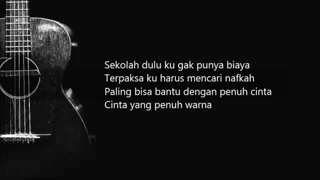 Sekolah dulu ku gak punya biaya
Terpaksa ku harus mencari nafkah
Paling bisa bantu dengan penuh cinta
Cinta yang penuh warna